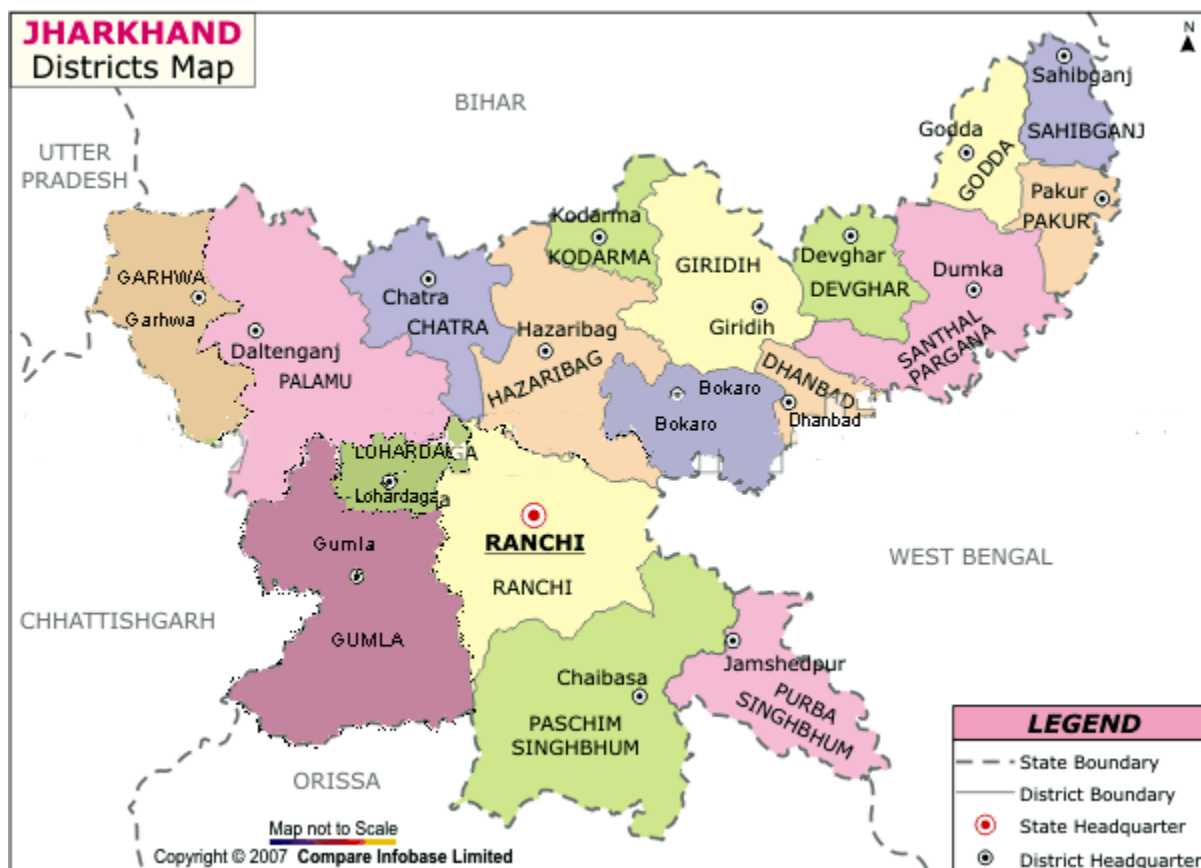 JHARKHAND
Districts Map
N
BIHAR
UTTER
PRADESH
Sahibganj
SAHIBGANJ
Godda
GODDA
Pakur
PAKUR
Kodarma
KODARMA
GIRIDIH
Giridih
Devghar
DEVGHAR
Dumka
SANTHAL
PARGANA
GARHWA
Garhwa
Chatra
CHATRA
Daltenganj
PALAMU
Hazaribag
HAZARIBAG
DHANBAD
Dhanbad
Bokaro
Bokaro
LOHARDAGA
Lohardagaa
Gumla
GUMLA
RANCHI
RANCHI
WEST BENGAL
CHHATTISHGARH
Chaibasa
PASCHIM
SINGHBHUM
Jamshedpur
PURBA
SINGHBHUM
ORISSA
LEGEND
State Boundary
District Boundary
State Headquarter
District Headquarter
Map not to Scale
Copyright © 2007 Compare Infobase Limited